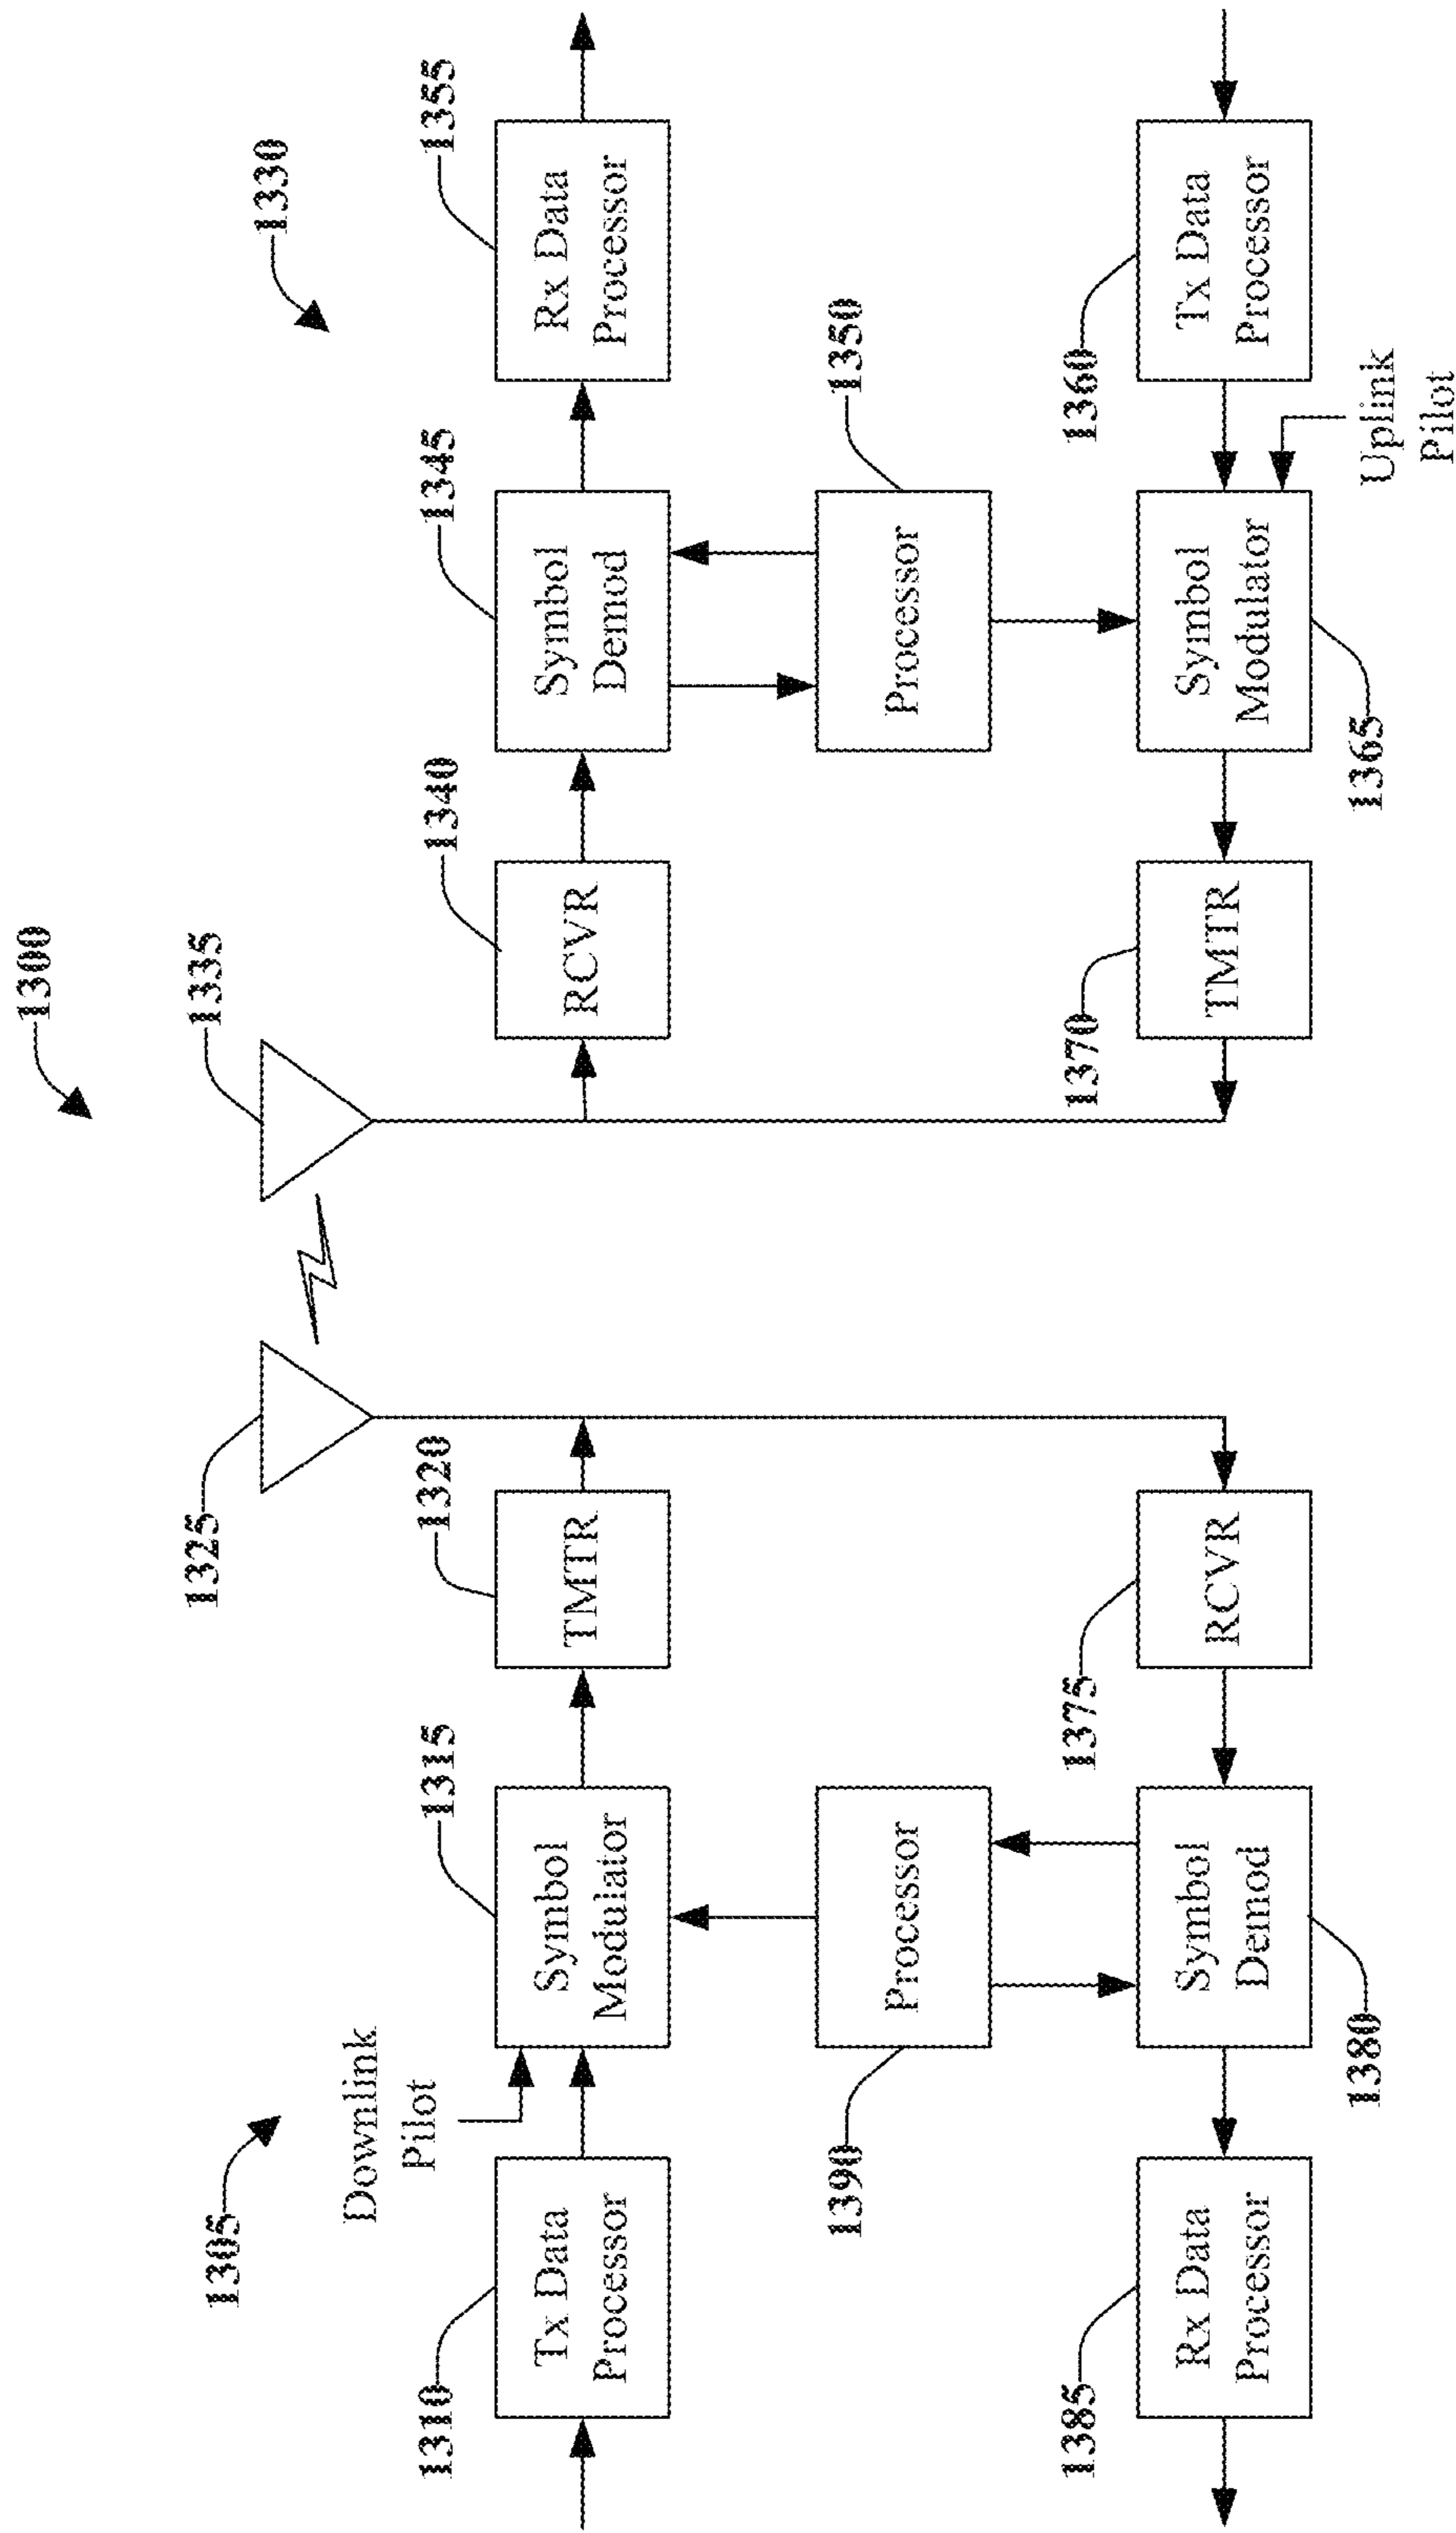 1300
1305
1325
1335
1330
Downlink
Pilot
1310
Tx Data
Processor
1315
Symbol
Modulator
1320
TMTR
1340
RCVR
1345
Symbol
Demod
1355
Rx Data
Processor
1390
Processor
Processor
1350
1385
Rx Data
Processor
Symbol
Demod
1380
1375
RCVR
1370
TMTR
Symbol
Modulator
1365
1360
Tx Data
Processor
Uplink
Pilot